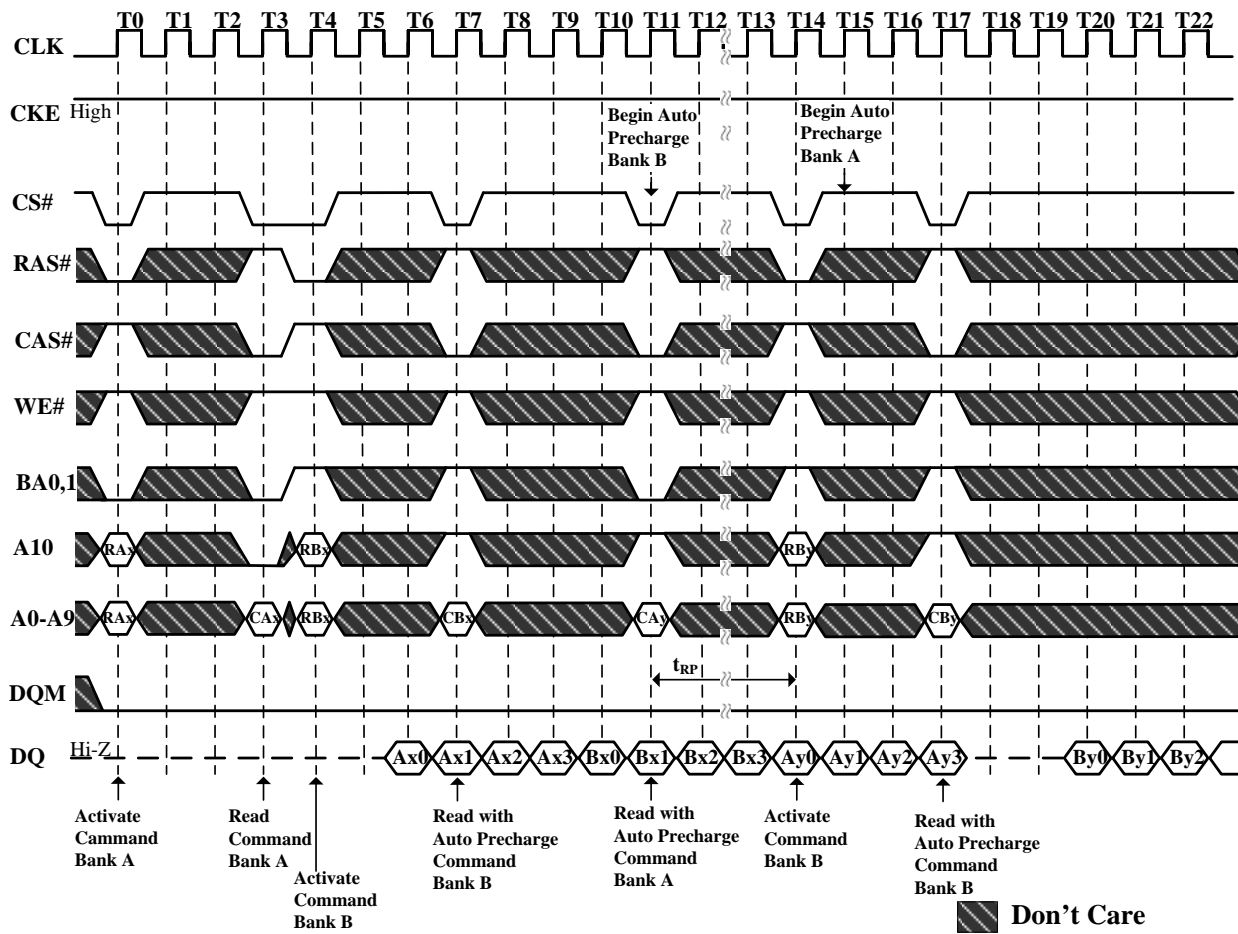 T0 T1 T2 T3 T4 T5 T6 T7 T8 T9 T10 T11 T12 T13 T14 T15 T16 T17 T18 T19 T20 T21 T22
CLK
CKE High
Begin Auto
Precharge
Bank B
Begin Auto
Precharge
Bank A
CS#
RAS#
CAS#
WE#
BA0,1
A10 RAx RBx RBy
A0-A9 RAx CAx RBx CBx CAy RBy CBy
tRP
DQM
DQ Hi-Z Ax0 Ax1 Ax2 Ax3 Bx0 Bx1 Bx2 Bx3 Ay0 Ay1 Ay2 Ay3 By0 By1 By2
Activate
Cammand
Bank A
Read
Command
Bank A
Activate
Command
Bank B
Read with
Auto Precharge
Command
Bank B
Read with
Auto Precharge
Command
Bank A
Activate
Command
Bank B
Read with
Auto Precharge
Command
Bank B
Don't Care